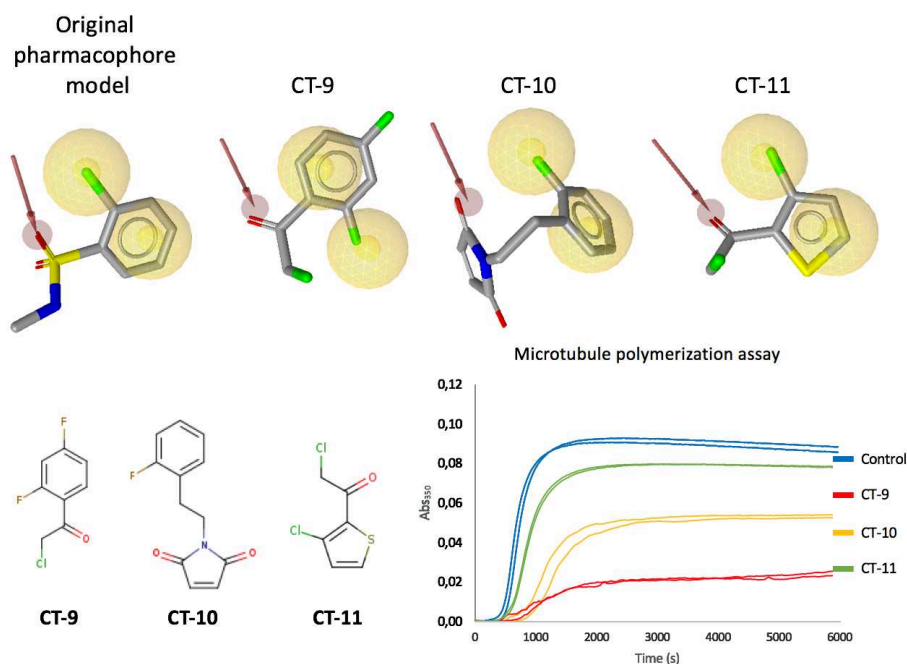 Original
pharmacophore
model
CT-9
CT-10
CT-11
Microtubule polymerization assay
0,12
0,10
0,08
0,06
0,04
0,02
0,00
Abs350
0
1000
2000
3000
4000
5000
6000
Time (s)
Control
CT-9
CT-10
CT-11
F
F
O
Cl
CT-9
F
N
O
O
CT-10
Cl
O
Cl
S
CT-11